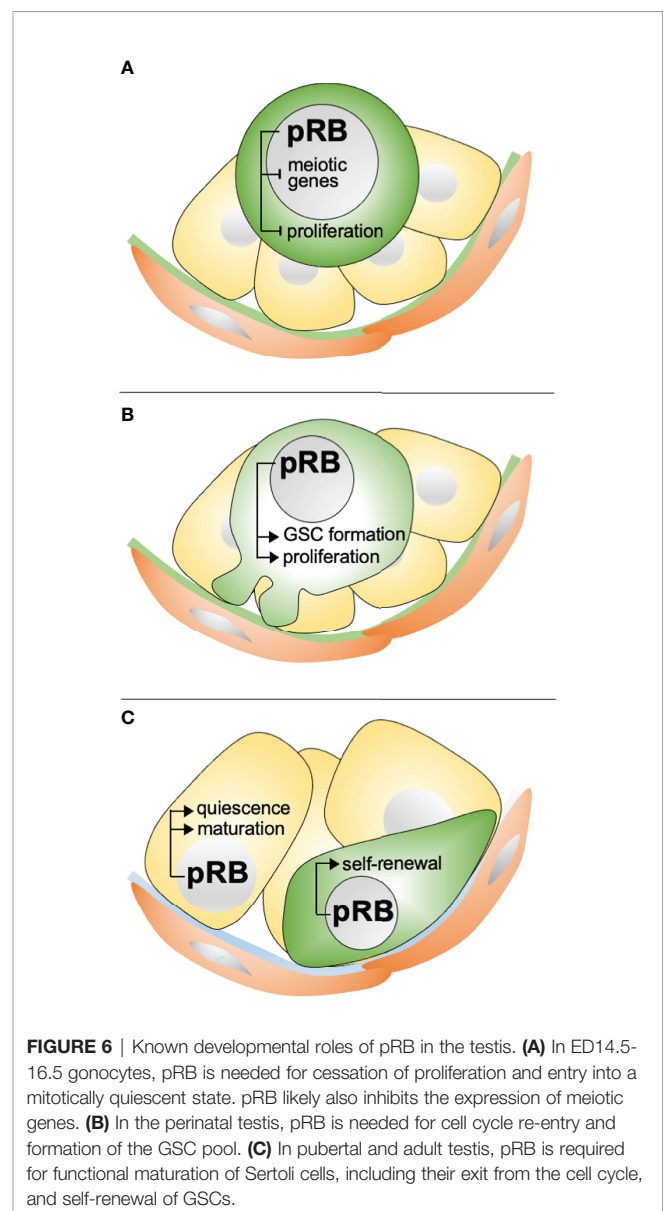 A
pRB
meiotic
genes
proliferation
B
pRB
GSC formation
proliferation
C
quiescence
maturation
pRB
self-renewal
pRB
FIGURE 6 | Known developmental roles of pRB in the testis. (A) In ED14.5-
16.5 gonocytes, pRB is needed for cessation of proliferation and entry into a
mitotically quiescent state. pRB likely also inhibits the expression of meiotic
genes. (B) In the perinatal testis, pRB is needed for cell cycle re-entry and
formation of the GSC pool. (C) In pubertal and adult testis, pRB is required
for functional maturation of Sertoli cells, including their exit from the cell cycle,
and self-renewal of GSCs.